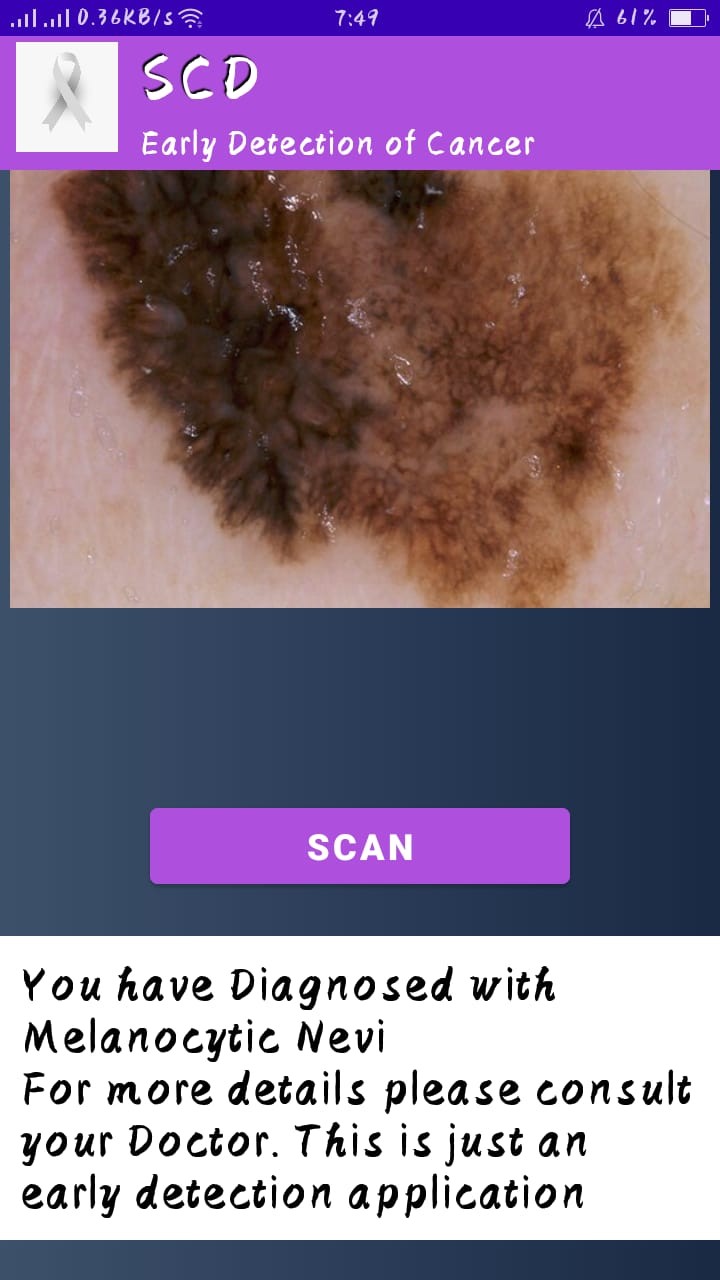 0.36KB/s 7:49 61%
SCD
Early Detection of Cancer
SCAN
You have Diagnosed with
Melanocytic Nevi
For more details please consult
your Doctor. This is just an
early detection application